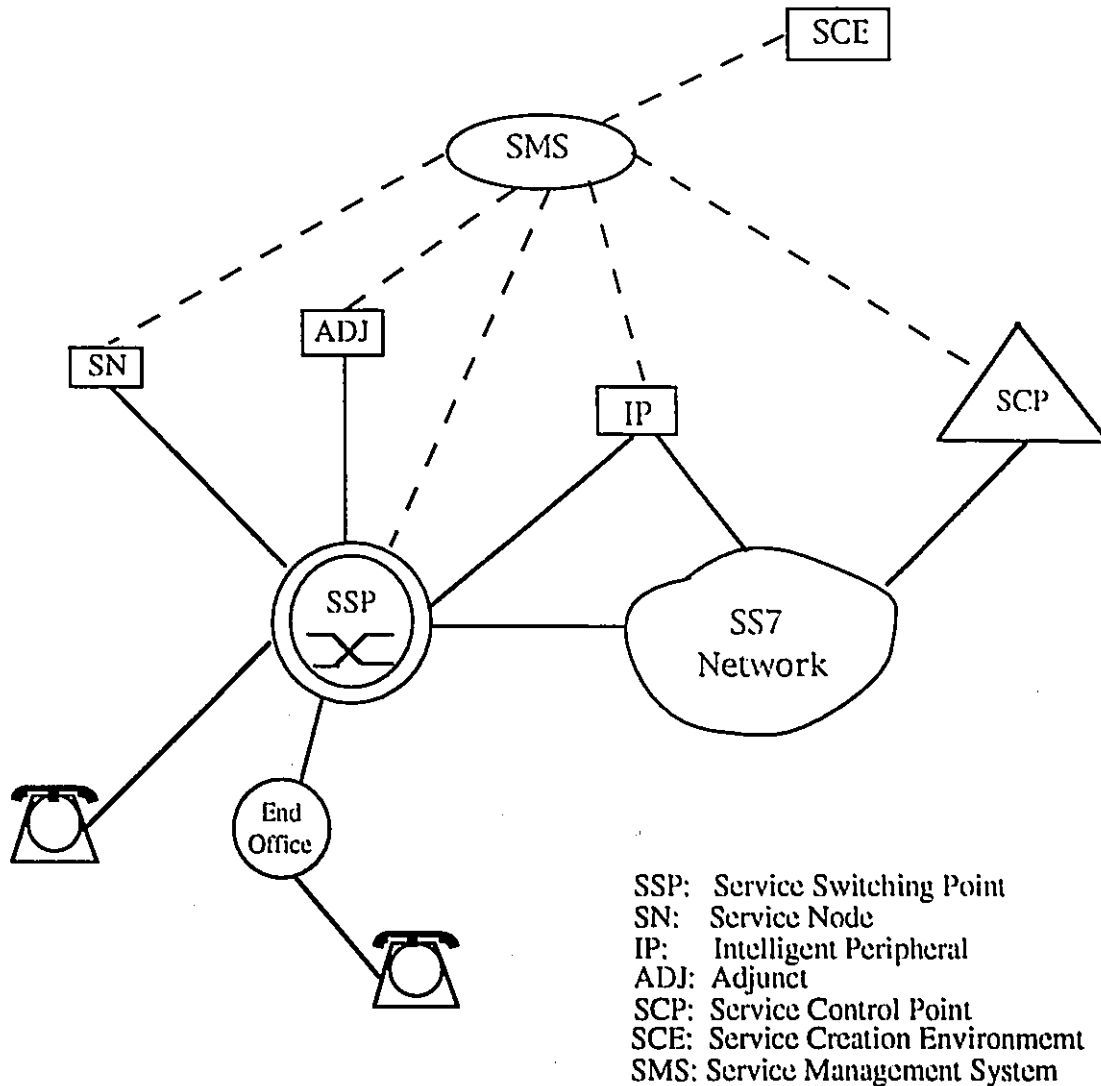 SCE
SMS
ADJ
SN
IP
SCP
SSP
SS7
Network
End
Office
SSP: Service Switching Point
SN: Service Node
IP: Intelligent Peripheral
ADJ: Adjunct
SCP: Service Control Point
SCE: Service Creation Environmemt
SMS: Service Management System